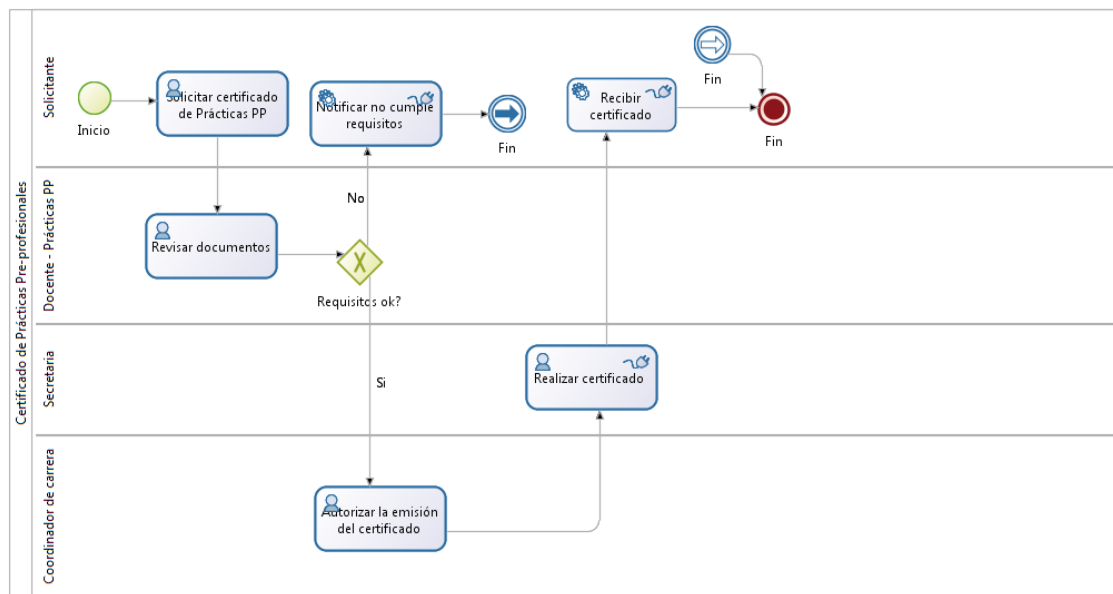 Certificado de Prácticas Pre-profesionales
Solicitante
Inicio
Solicitar certificado
de Prácticas PP
Notificar no cumple
requisitos
Fin
Recibir
certificado
Fin
Fin
Docente - Prácticas PP
Revisar documentos
No
Requisitos ok?
Secretaria
Si
Realizar certificado
Coordinador de carrera
Autorizar la emisión
del certificado